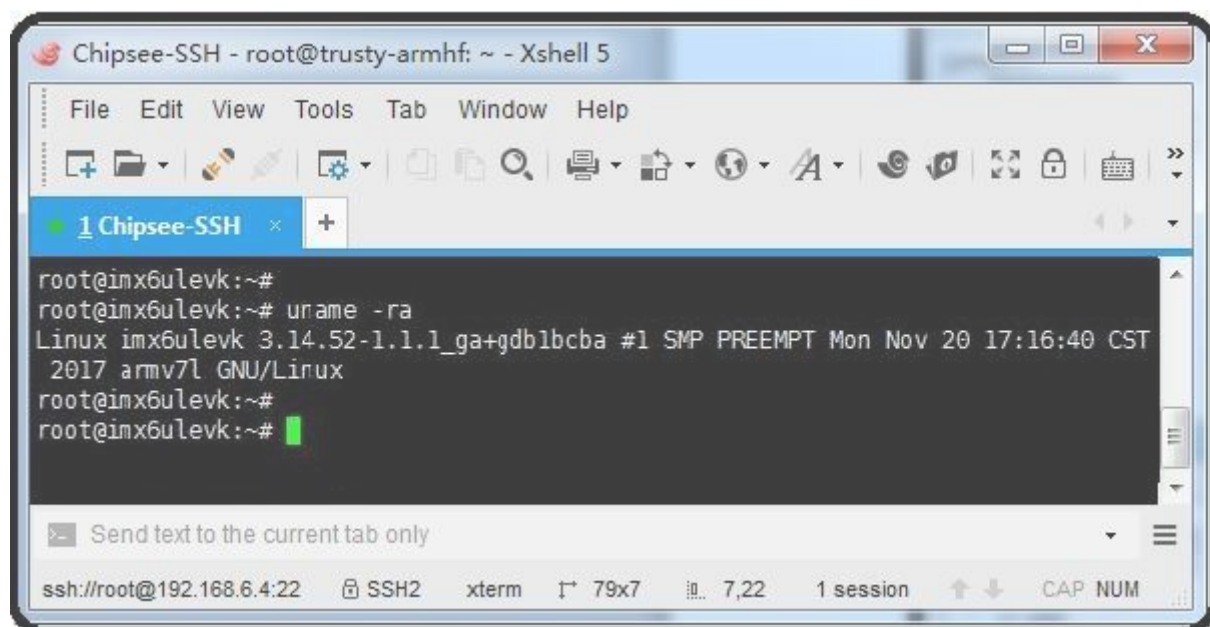 Chipsee-SSH - root@trusty-armhf: ~ - Xshell 5
File Edit View Tools Tab Window Help
1 Chipsee-SSH
root@imx6ulevk:~#
root@imx6ulevk:~# uname -ra
Linux imx6ulevk 3.14.52-1.1.1_ga+gdb1bcba #1 SMP PREEMPT Mon Nov 20 17:16:40 CST
2017 armv7l GNU/Linux
root@imx6ulevk:~#
root@imx6ulevk:~#
Send text to the current tab only
ssh://root@192.168.6.4:22 SSH2 xterm 79x7 7,22 1 session CAP NUM